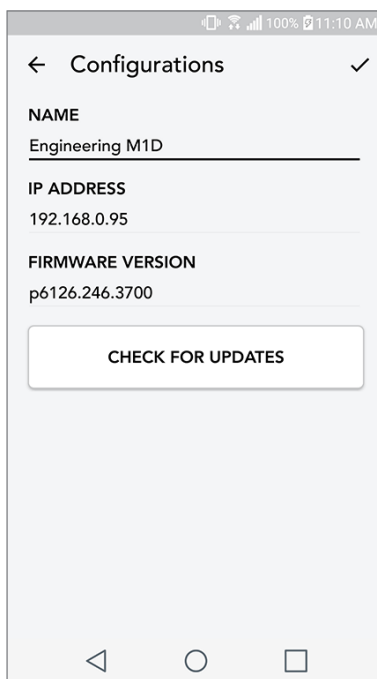 100% 11:10 AM
Configurations
NAME
Engineering M1D
IP ADDRESS
192.168.0.95
FIRMWARE VERSION
p6126.246.3700
CHECK FOR UPDATES